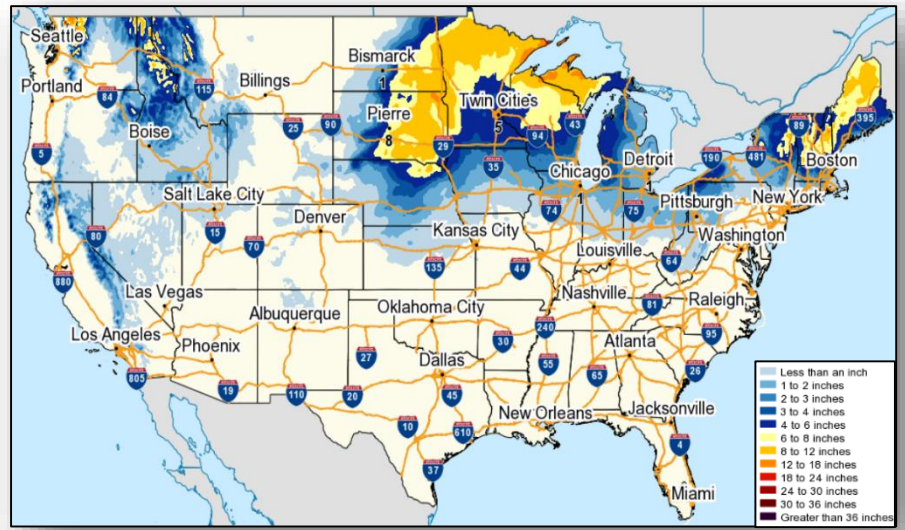 Seattle
Bismarck
Portland
84
115
Billings
1
Pierre
Twin Cities
89
395
Boise
25
90
8
5
94
43
5
29
190
481
Boston
35
Chicago
Detroit
Salt Lake City
1
Pittsburgh
New York
80
15
Denver
74
75
70
Kansas City
Washington
880
135
44
Louisville
64
Las Vegas
Nashville
81
Raleigh
Albuquerque
Oklahoma City
Los Angeles
Phoenix
240
95
27
30
Atlanta
805
Dallas
55
65
26
19
110
20
45
New Orleans
Jacksonville
10
610
4
37
Miami
Less than an inch
1 to 2 inches
2 to 3 inches
3 to 4 inches
4 to 6 inches
6 to 8 inches
8 to 12 inches
12 to 18 inches
18 to 24 inches
24 to 30 inches
30 to 36 inches
Greater than 36 inches